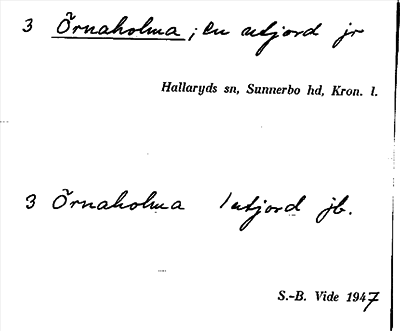 3 Örnaholma ; en utjord jr
Hallaryds sn, Sunnerbo hd, Kron. l.
3 Örnaholma 1 utjord jb.
S.-B. Vide 1947